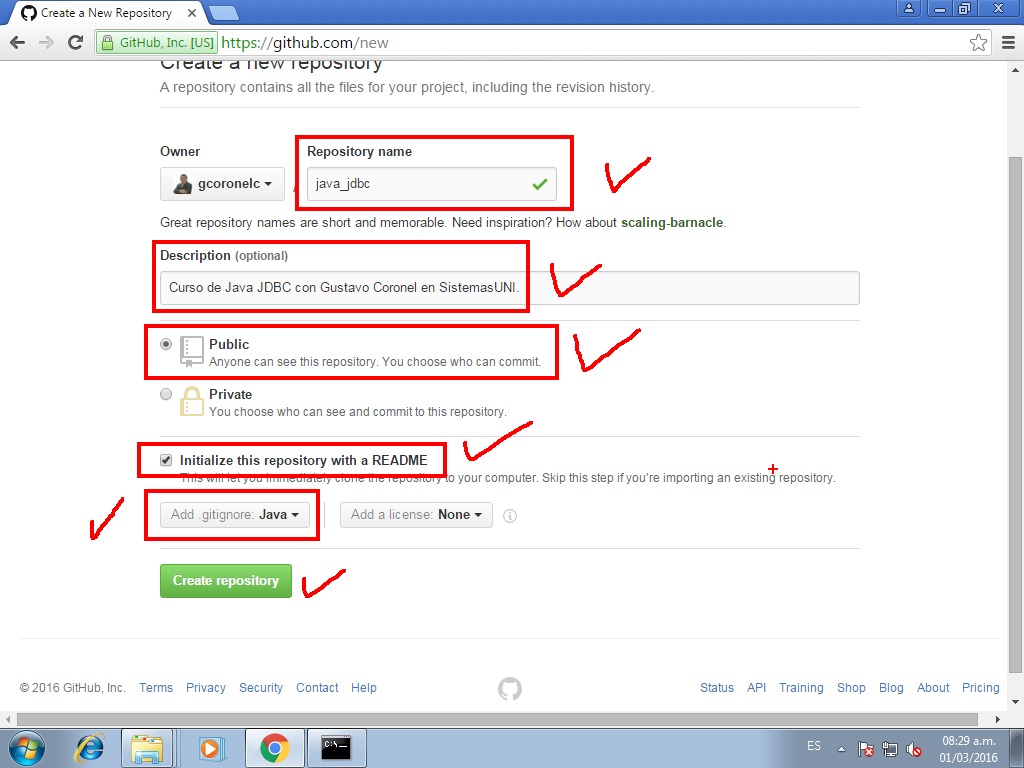 Create a New Repository
GitHub, Inc. [US] https://github.com/new
Create a new repository
A repository contains all the files for your project, including the revision history.
Owner Repository name
gcoronelc / java_jdbc
Great repository names are short and memorable. Need inspiration? How about scaling-barnacle.
Description (optional)
Curso de Java JDBC con Gustavo Coronel en SistemasUNI.
Public
Anyone can see this repository. You choose who can commit.
Private
You choose who can see and commit to this repository.
Initialize this repository with a README
This will let you immediately clone the repository to your computer. Skip this step if you're importing an existing repository.
Add .gitignore: Java Add a license: None
Create repository
© 2016 GitHub, Inc. Terms Privacy Security Contact Help Status API Training Shop Blog About Pricing
C:\_
ES 08:29 a.m.
01/03/2016